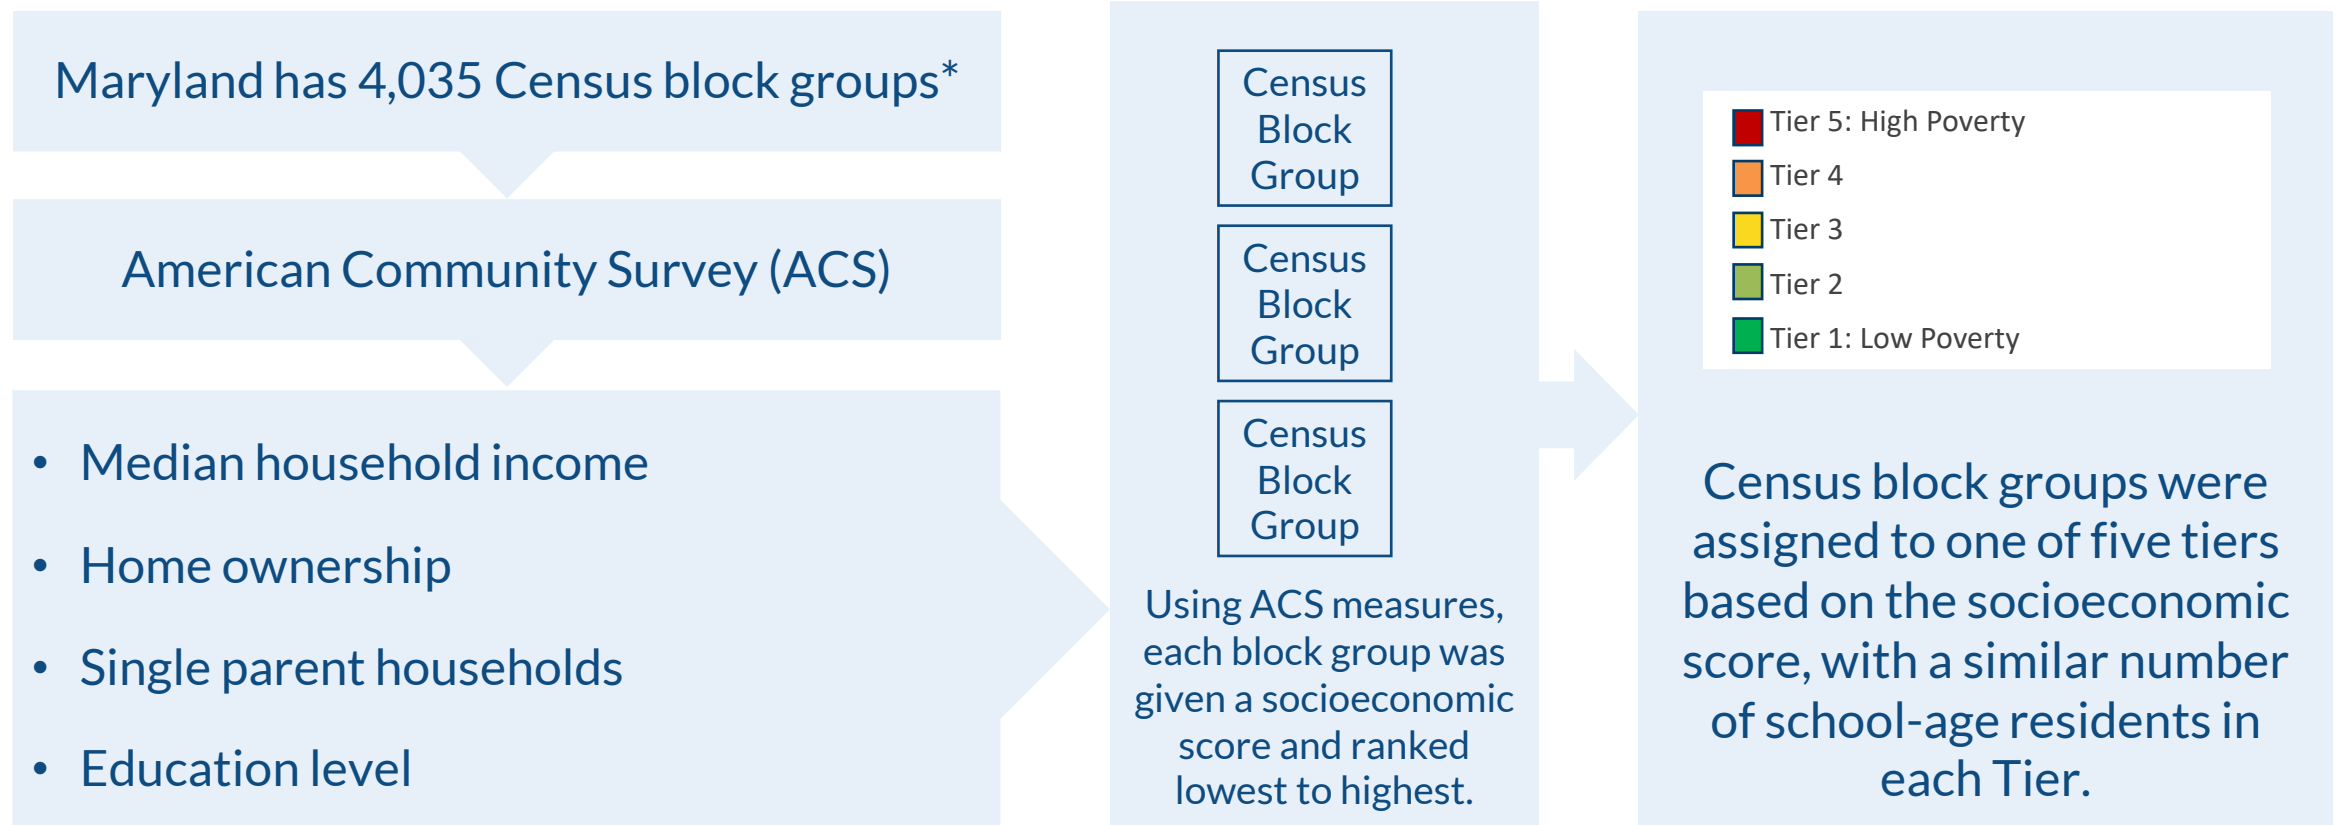 Maryland has 4,035 Census block groups*
American Community Survey (ACS)
• Median household income
• Home ownership
• Single parent households
• Education level
Census
Block
Group
Census
Block
Group
Census
Block
Group
Using ACS measures,
each block group was
given a socioeconomic
score and ranked
lowest to highest.
Tier 5: High Poverty
Tier 4
Tier 3
Tier 2
Tier 1: Low Poverty
Census block groups were
assigned to one of five tiers
based on the socioeconomic
score, with a similar number
of school-age residents in
each Tier.